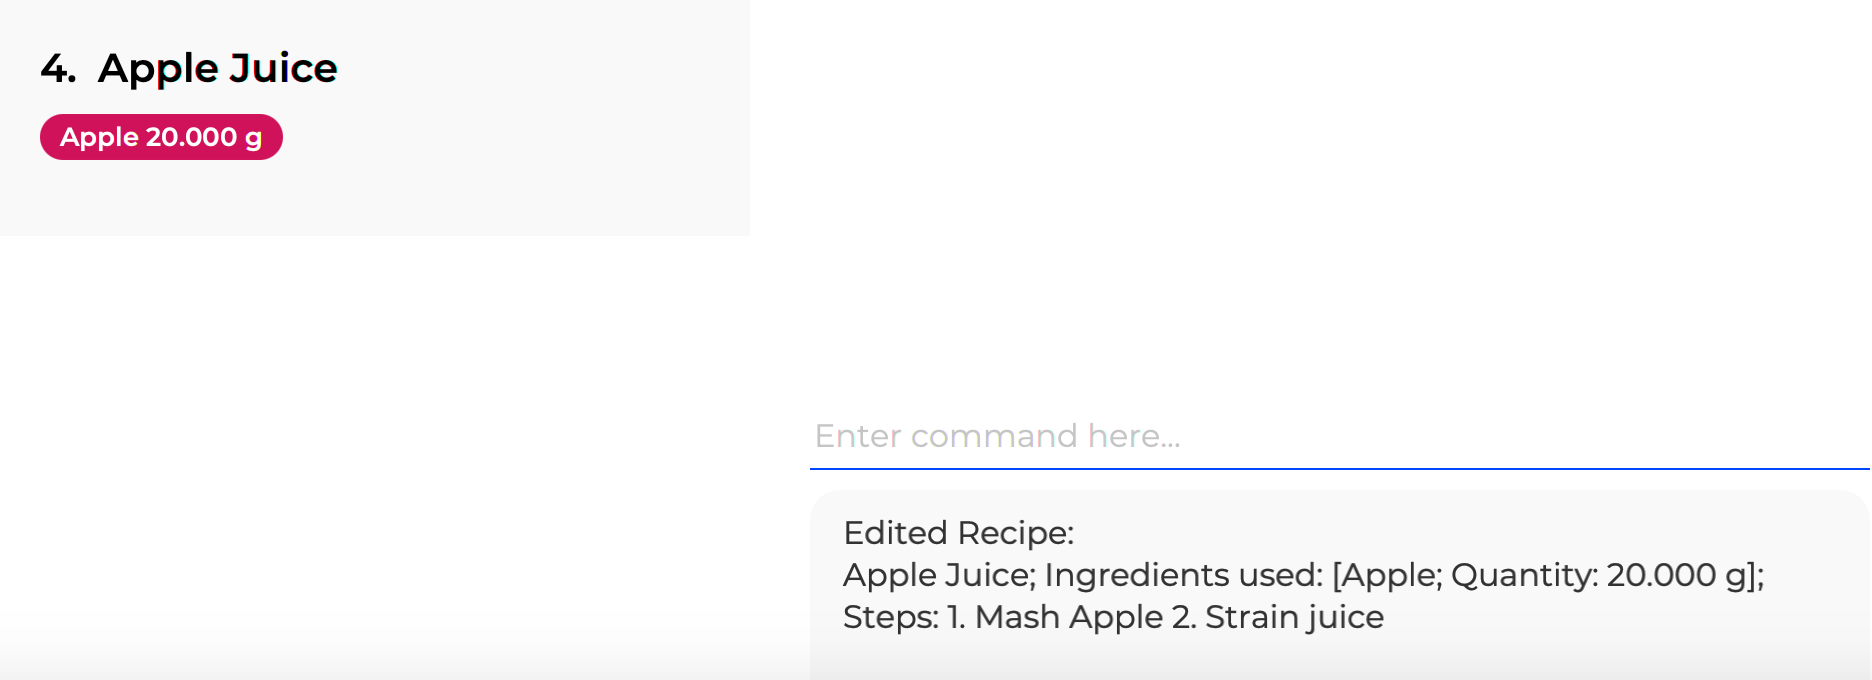 4. Apple Juice
Apple 20.000 g
Enter command here...
Edited Recipe:
Apple Juice; Ingredients used: [Apple; Quantity: 20.000 g];
Steps: 1. Mash Apple 2. Strain juice